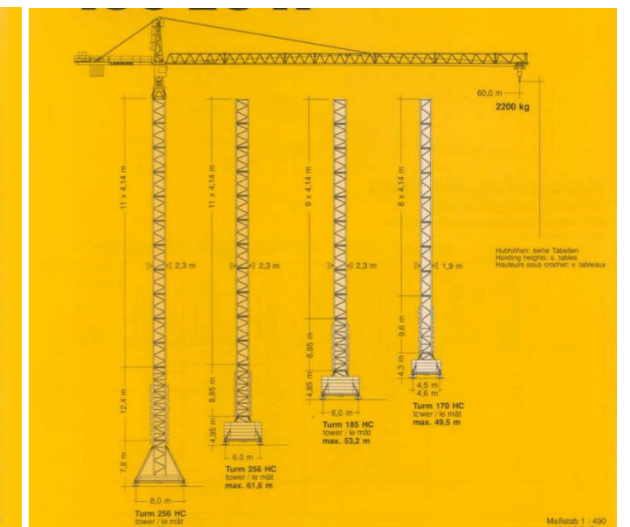 60,0 m
2200 kg
11 x 4,14 m
11 x 4,14 m
9 x 4,14 m
8 x 4,14 m
2,3 m
2,3 m
2,3 m
1,9 m
Hubhöhen: siehe Tabellen
Hoisting heights: s. tables
Hauteurs sous crochet: v. tableaux
12,4 m
8,85 m
8,85 m
9,6 m
7,8 m
4,95 m
4,85 m
4,3 m
4,5 m
4,6 m
Turm 170 HC
tower / le mât
max. 49,5 m
6,0 m
Turm 185 HC
tower / le mât
max. 53,2 m
6,0 m
Turm 256 HC
tower / le mât
max. 61,6 m
8,0 m
Turm 256 HC
tower / le mât
Maßstab 1 : 490